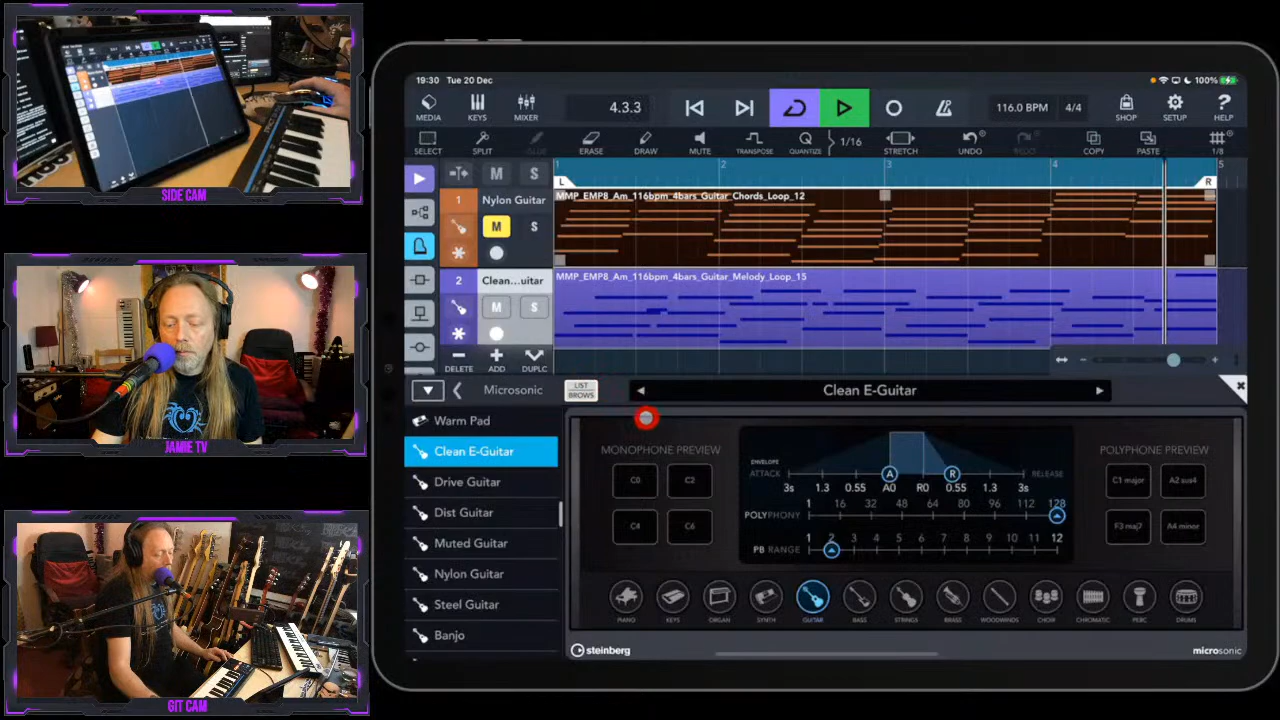 SIDE CAM
JAMIE TV
GIT CAM
19:30 Tue 20 Dec
100%
MEDIA
KEYS
MIXER
4.3.3
116.0 BPM
4/4
SHOP
SETUP
HELP
SELECT
SPLIT
ERASE
DRAW
MUTE
TRANSPOSE
QUANTIZE
1/16
STRETCH
UNDO
COPY
PASTE
1/8
M S
1 2 3 4 5
L R
1 Nylon Guitar
M S
MMP_EMP8_Am_116bpm_4bars_Guitar_Chords_Loop_12
2 Clean...uitar
M S
MMP_EMP8_Am_116bpm_4bars_Guitar_Melody_Loop_15
DELETE
ADD
DUPLC
Microsonic
LIST
BROWS
Clean E-Guitar
Warm Pad
Clean E-Guitar
Drive Guitar
Dist Guitar
Muted Guitar
Nylon Guitar
Steel Guitar
Banjo
MONOPHONE PREVIEW
C0 C2
C4 C6
ENVELOPE
ATTACK A R RELEASE
3s 1.3 0.55 A0 R0 0.55 1.3 3s
1 16 32 48 64 80 96 112 128
POLYPHONY
1 2 3 4 5 6 7 8 9 10 11 12
PB RANGE
POLYPHONE PREVIEW
C1 major A2 sus4
F3 maj7 A4 minor
PIANO
KEYS
ORGAN
SYNTH
GUITAR
BASS
STRINGS
BRASS
WOODWINDS
CHOIR
CHROMATIC
PERC
DRUMS
steinberg
microsonic